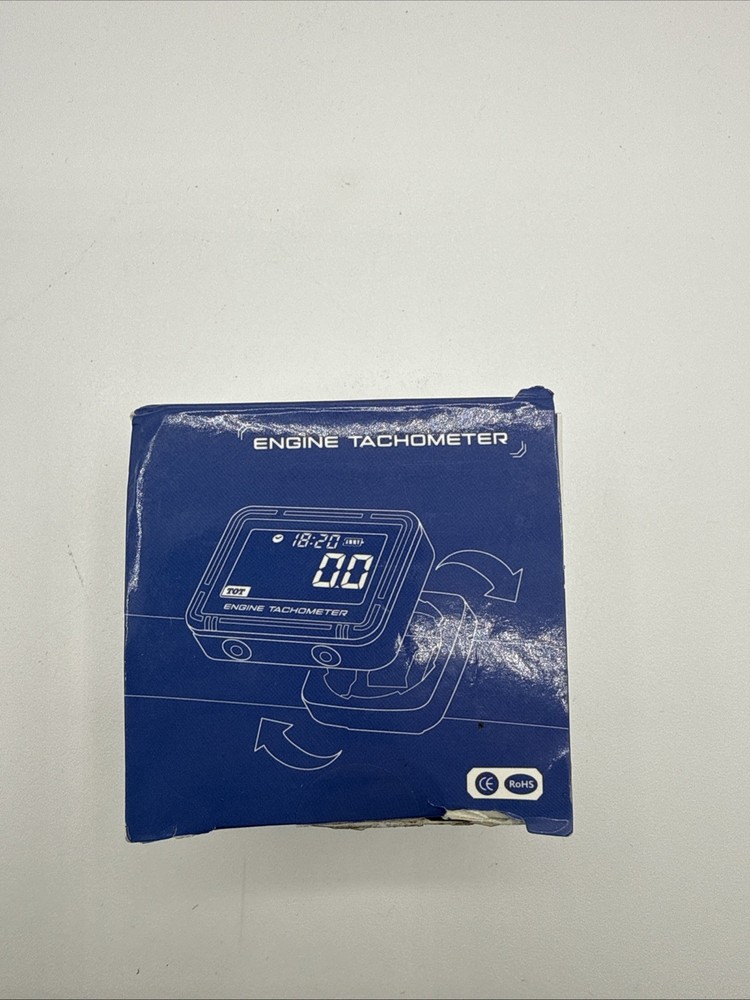 ENGINE TACHOMETER
18:20
0.0
TOT
ENGINE TACHOMETER
CE RoHS